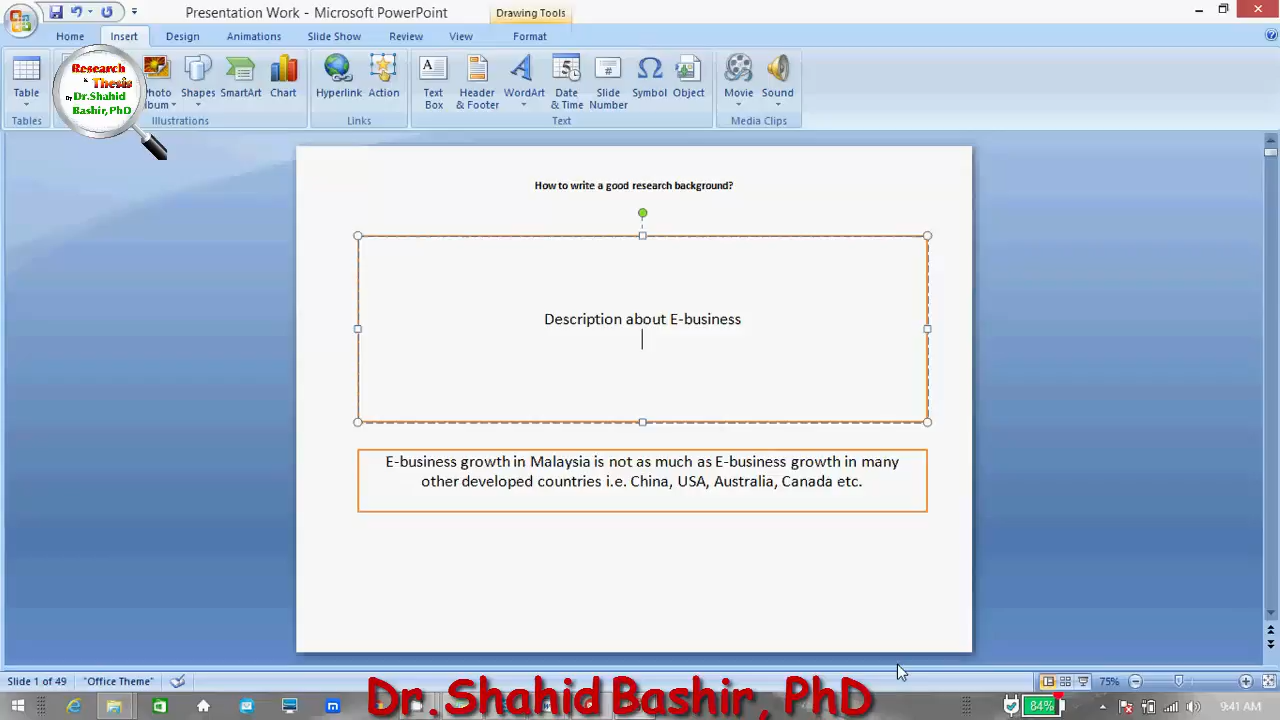 Presentation Work - Microsoft PowerPoint
Drawing Tools
Home Insert Design Animations Slide Show Review View Format
Research
Thesis
By Dr.Shahid
Bashir, PhD
Table
Photo
Album
Shapes
SmartArt
Chart
Hyperlink
Action
Text
Box
Header
& Footer
WordArt
Date
& Time
Slide
Number
Symbol
Object
Movie
Sound
Tables
Illustrations
Links
Text
Media Clips
How to write a good research background?
Description about E-business
E-business growth in Malaysia is not as much as E-business growth in many
other developed countries i.e. China, USA, Australia, Canada etc.
Slide 1 of 49
"Office Theme"
75%
Dr.Shahid Bashir, PhD
84%
9:41 AM